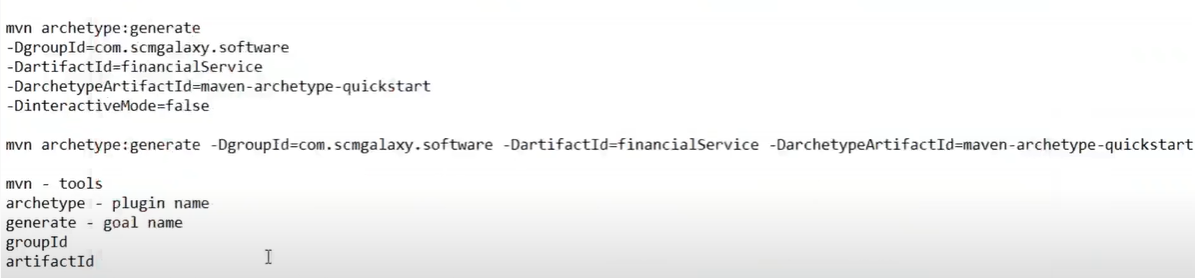 mvn archetype:generate
-DgroupId=com.scmgalaxy.software
-DartifactId=financialService
-DarchetypeArtifactId=maven-archetype-quickstart
-DinteractiveMode=false
mvn archetype:generate -DgroupId=com.scmgalaxy.software -DartifactId=financialService -DarchetypeArtifactId=maven-archetype-quickstart
mvn - tools
archetype - plugin name
generate - goal name
groupId
artifactId